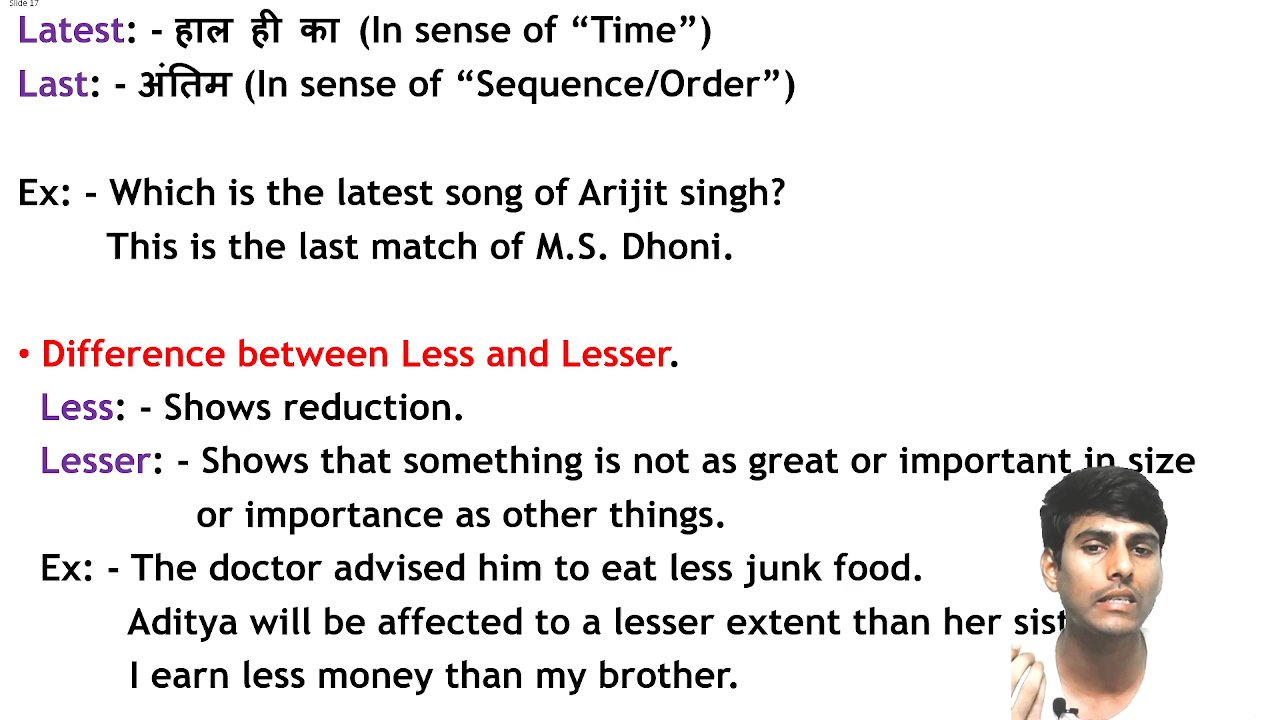 Slide 17
Latest: - हाल ही का (In sense of “Time”)
Last: - अंतिम (In sense of “Sequence/Order”)
Ex: - Which is the latest song of Arijit singh?
This is the last match of M.S. Dhoni.
• Difference between Less and Lesser.
Less: - Shows reduction.
Lesser: - Shows that something is not as great or important in size
or importance as other things.
Ex: - The doctor advised him to eat less junk food.
Aditya will be affected to a lesser extent than her
I earn less money than my brother.